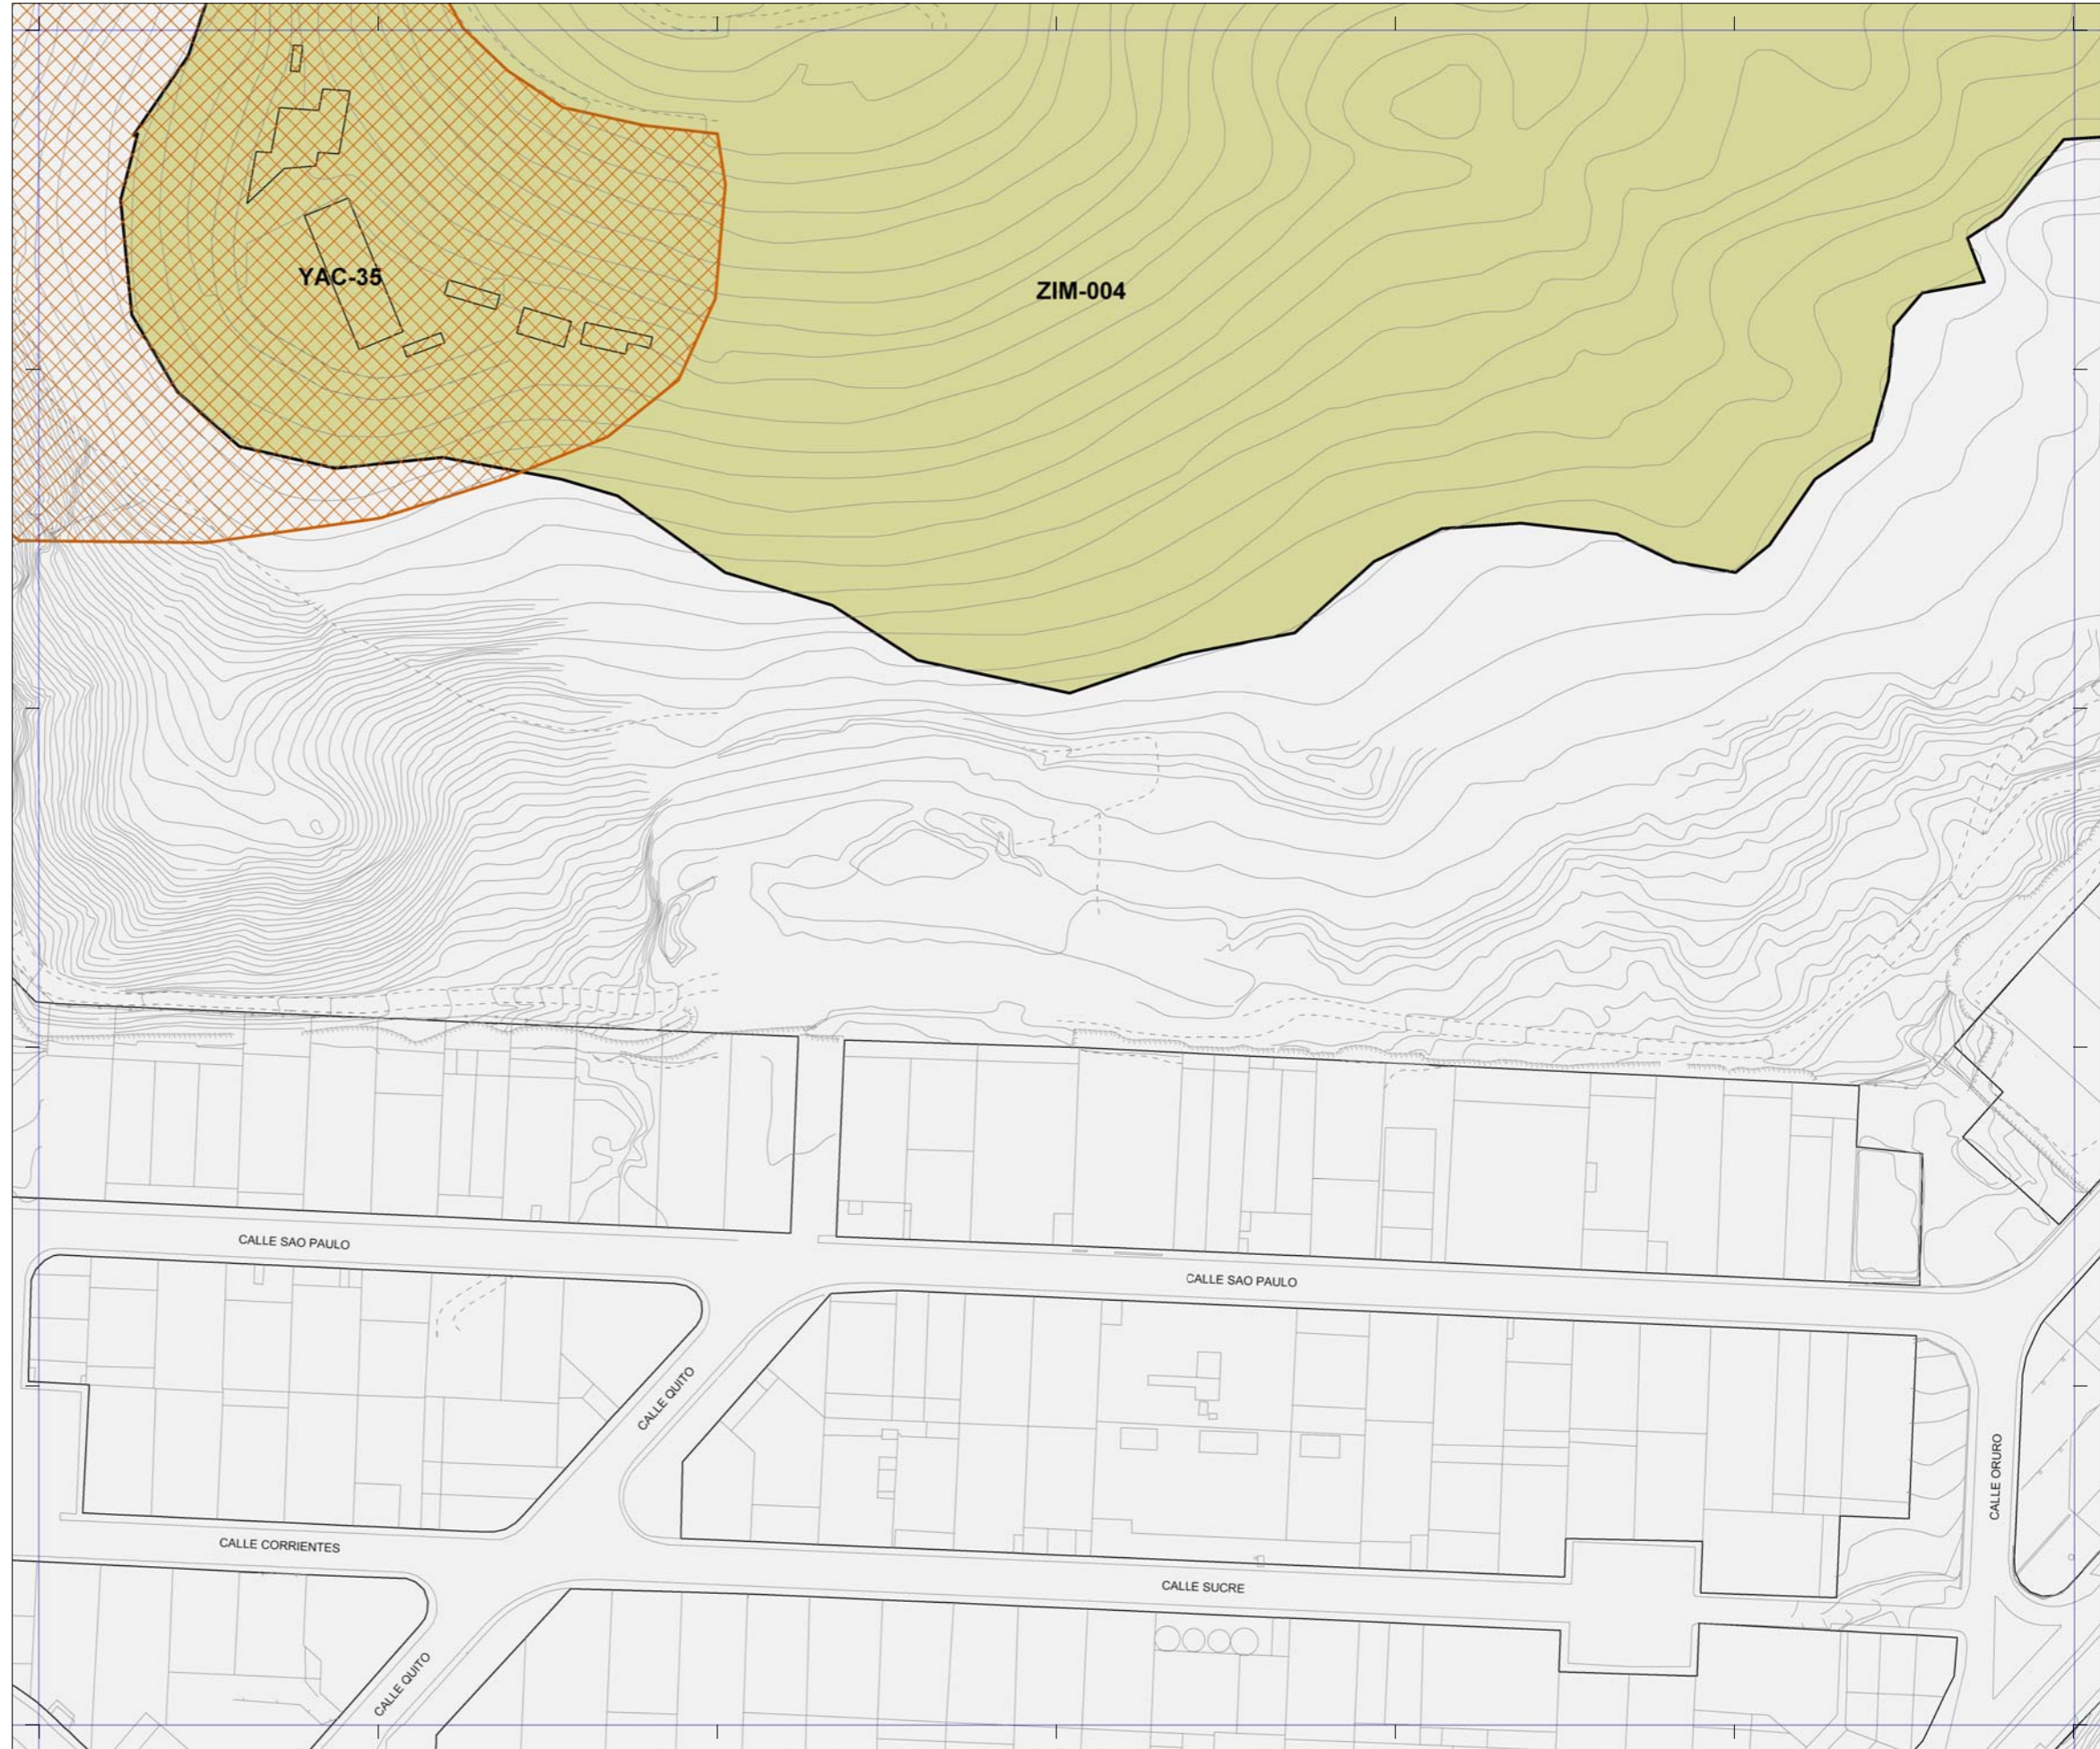 YAC-35
ZIM-004
CALLE SAO PAULO
CALLE SAO PAULO
CALLE QUITO
CALLE ORURO
CALLE CORRIENTES
CALLE SUCRE
CALLE QUITO